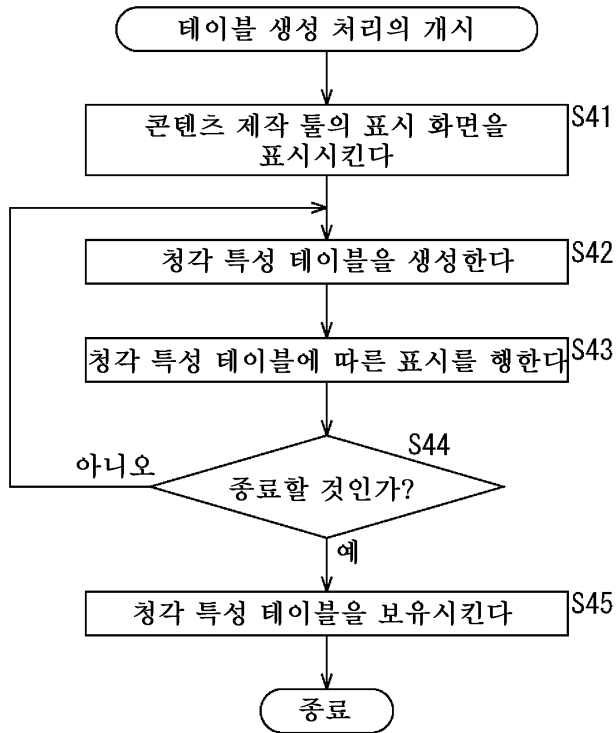 테이블 생성 처리의 개시
콘텐츠 제작 툴의 표시 화면을
표시시킨다
S41
청각 특성 테이블을 생성한다
S42
청각 특성 테이블에 따른 표시를 행한다
S43
S44
아니오
종료할 것인가?
예
청각 특성 테이블을 보유시킨다
S45
종료